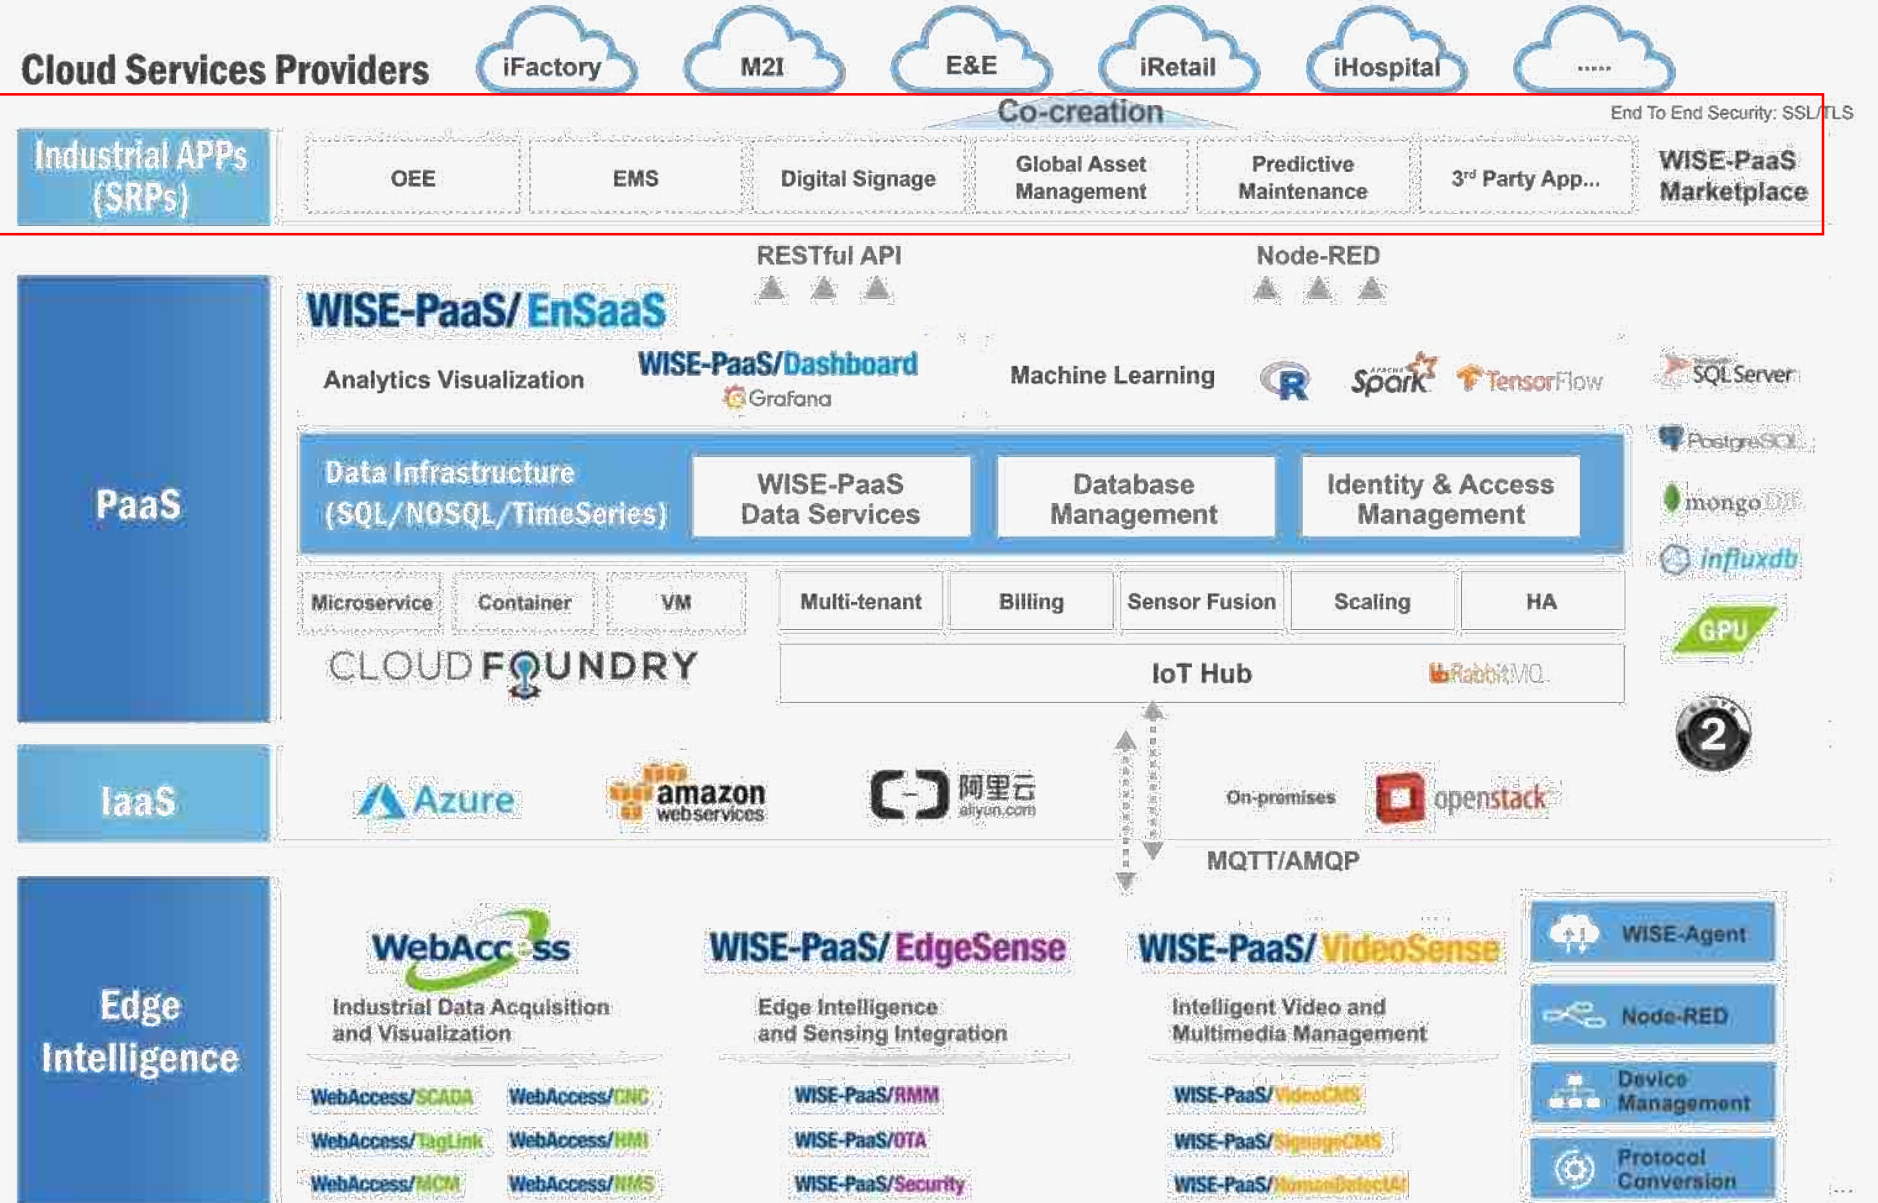 Cloud Services Providers
iFactory
M2I
E&E
iRetail
iHospital
.....
Co-creation
End To End Security: SSL/TLS
Industrial APPs
(SRPs)
OEE
EMS
Digital Signage
Global Asset
Management
Predictive
Maintenance
3rd Party App...
WISE-PaaS
Marketplace
RESTful API
Node-RED
PaaS
WISE-PaaS/EnSaaS
Analytics Visualization
WISE-PaaS/Dashboard
Grafana
Machine Learning
R
APACHE
Spark
TensorFlow
SQL Server
PostgreSQL
mongoDB
influxdb
GPU
2
Data Infrastructure
(SQL/NOSQL/TimeSeries)
WISE-PaaS
Data Services
Database
Management
Identity & Access
Management
Microservice
Container
VM
Multi-tenant
Billing
Sensor Fusion
Scaling
HA
CLOUD FOUNDRY
IoT Hub
RabbitMQ
IaaS
Azure
amazon
webservices
阿里云
aliyun.com
On-premises
openstack
MQTT/AMQP
Edge
Intelligence
WebAccess
Industrial Data Acquisition
and Visualization
WebAccess/SCADA
WebAccess/CNC
WebAccess/TagLink
WebAccess/HMI
WebAccess/MCM
WebAccess/NMS
WISE-PaaS/EdgeSense
Edge Intelligence
and Sensing Integration
WISE-PaaS/RMM
WISE-PaaS/OTA
WISE-PaaS/Security
WISE-PaaS/VideoSense
Intelligent Video and
Multimedia Management
WISE-PaaS/VideoCMS
WISE-PaaS/SignageCMS
WISE-PaaS/HumanDetectAI
WISE-Agent
Node-RED
Device
Management
Protocol
Conversion